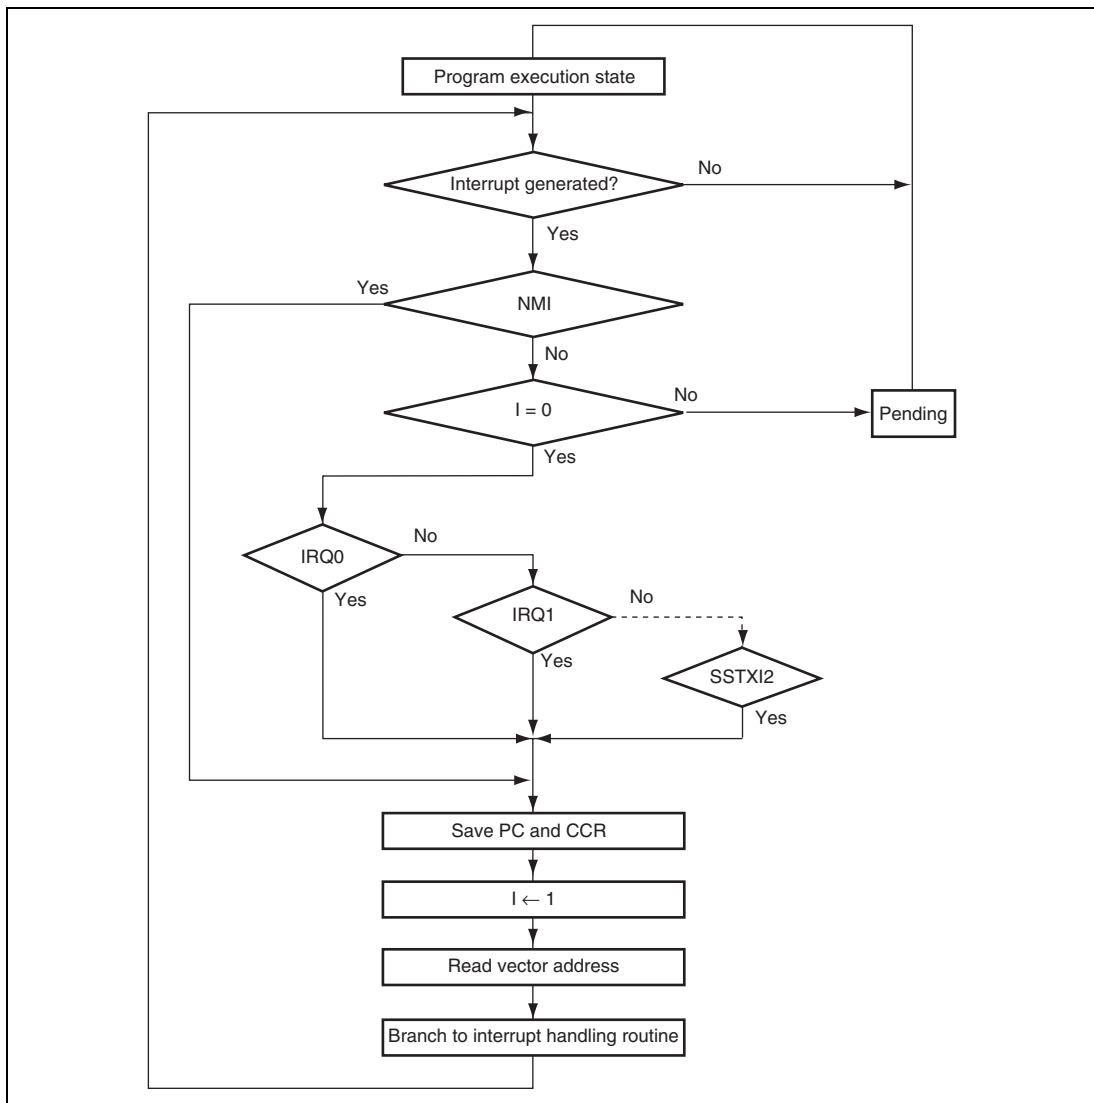 Program execution state
Interrupt generated?
No
Yes
Yes
NMI
No
I = 0
No
Pending
Yes
IRQ0
No
Yes
IRQ1
No
Yes
SSTXI2
Yes
Save PC and CCR
I ← 1
Read vector address
Branch to interrupt handling routine